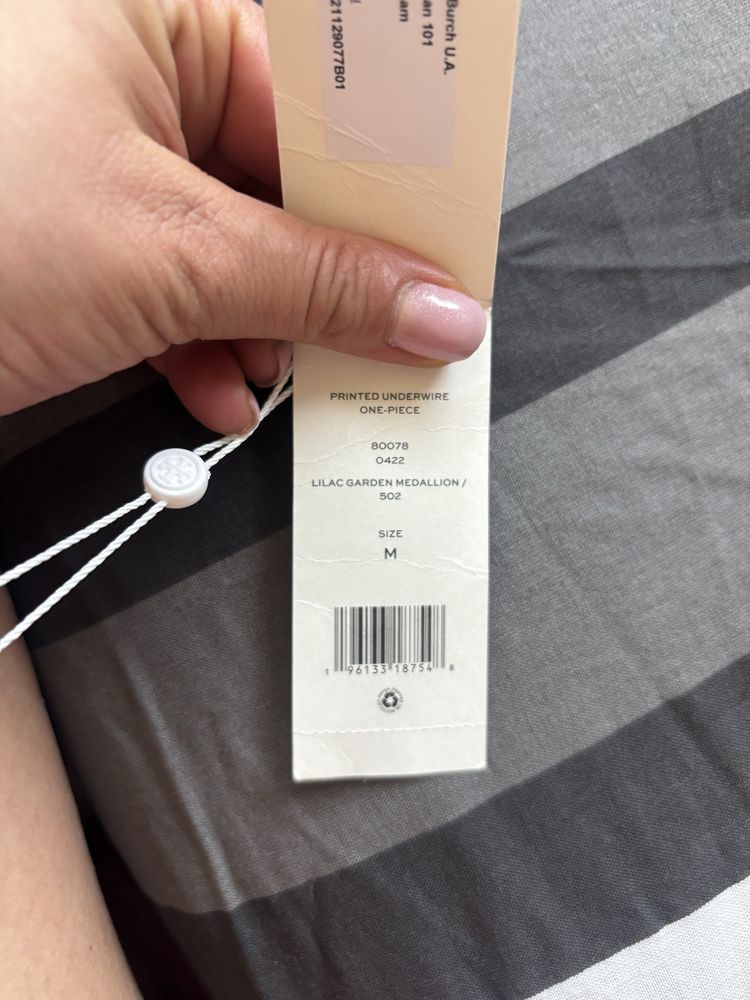 Burch U.A.
an 101
am
21129077B01
PRINTED UNDERWIRE
ONE-PIECE
80078
0422
LILAC GARDEN MEDALLION /
502
SIZE
M
1 96133 18754 8